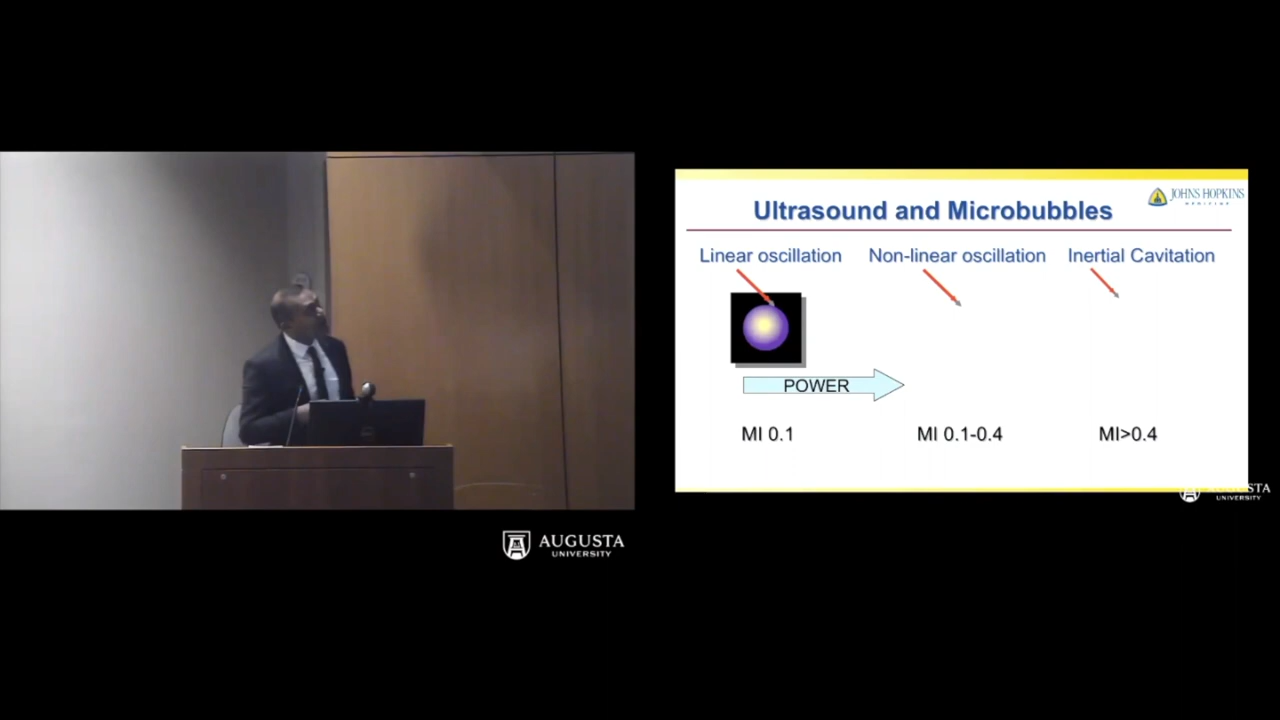 Ultrasound and Microbubbles
JOHNS HOPKINS
MEDICINE
Linear oscillation
Non-linear oscillation
Inertial Cavitation
POWER
MI 0.1
MI 0.1-0.4
MI>0.4
UNIVERSITY
AUGUSTA
UNIVERSITY